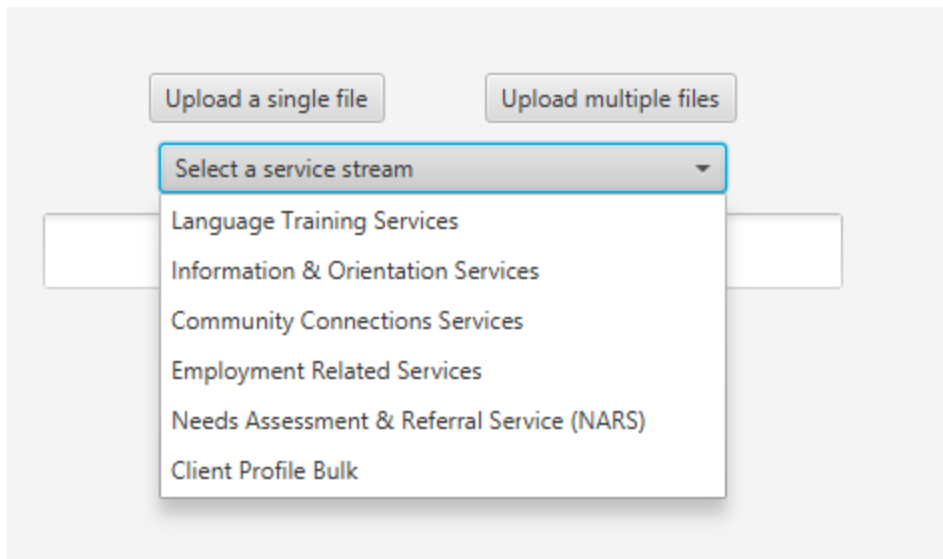 Upload a single file
Upload multiple files
Select a service stream
Language Training Services
Information & Orientation Services
Community Connections Services
Employment Related Services
Needs Assessment & Referral Service (NARS)
Client Profile Bulk